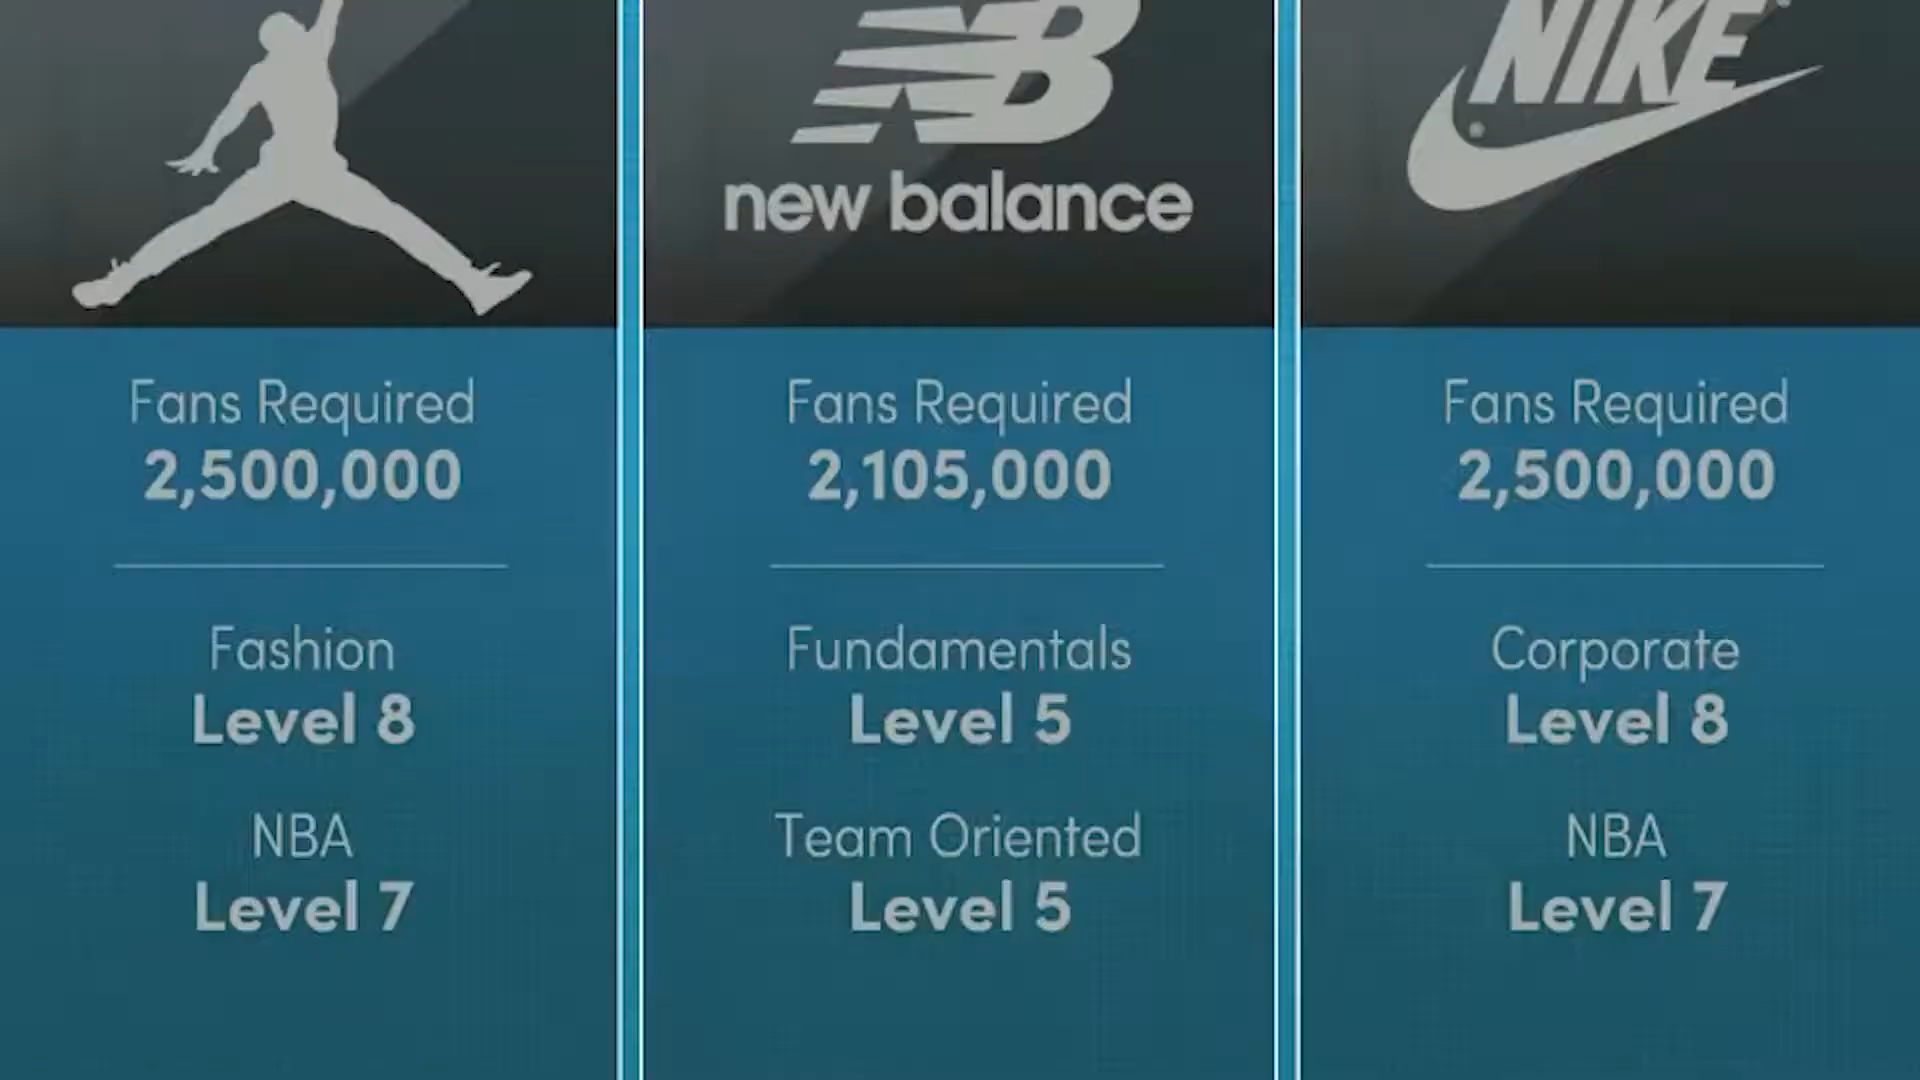 Fans Required
2,500,000
Fashion
Level 8
NBA
Level 7
NB
new balance
Fans Required
2,105,000
Fundamentals
Level 5
Team Oriented
Level 5
NIKE
Fans Required
2,500,000
Corporate
Level 8
NBA
Level 7